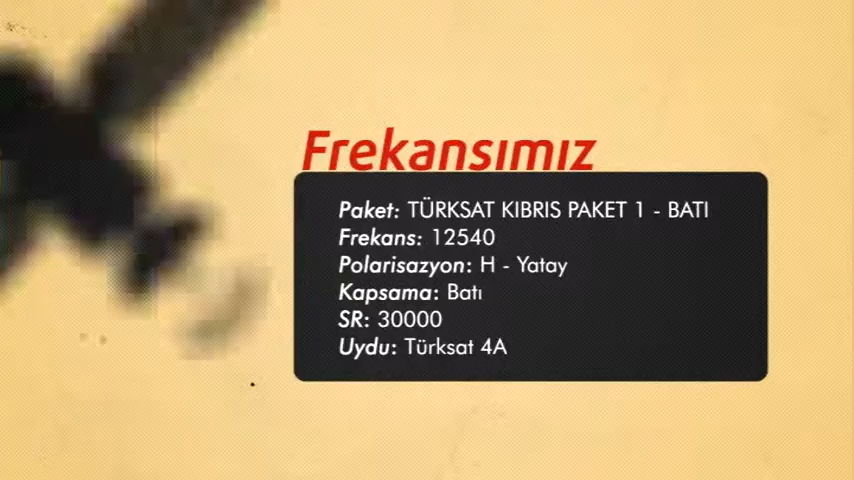 Frekansımız
Paket: TÜRKSAT KIBRIS PAKET 1 - BATI
Frekans: 12540
Polarisazyon: H - Yatay
Kapsama: Batı
SR: 30000
Uydu: Türksat 4A